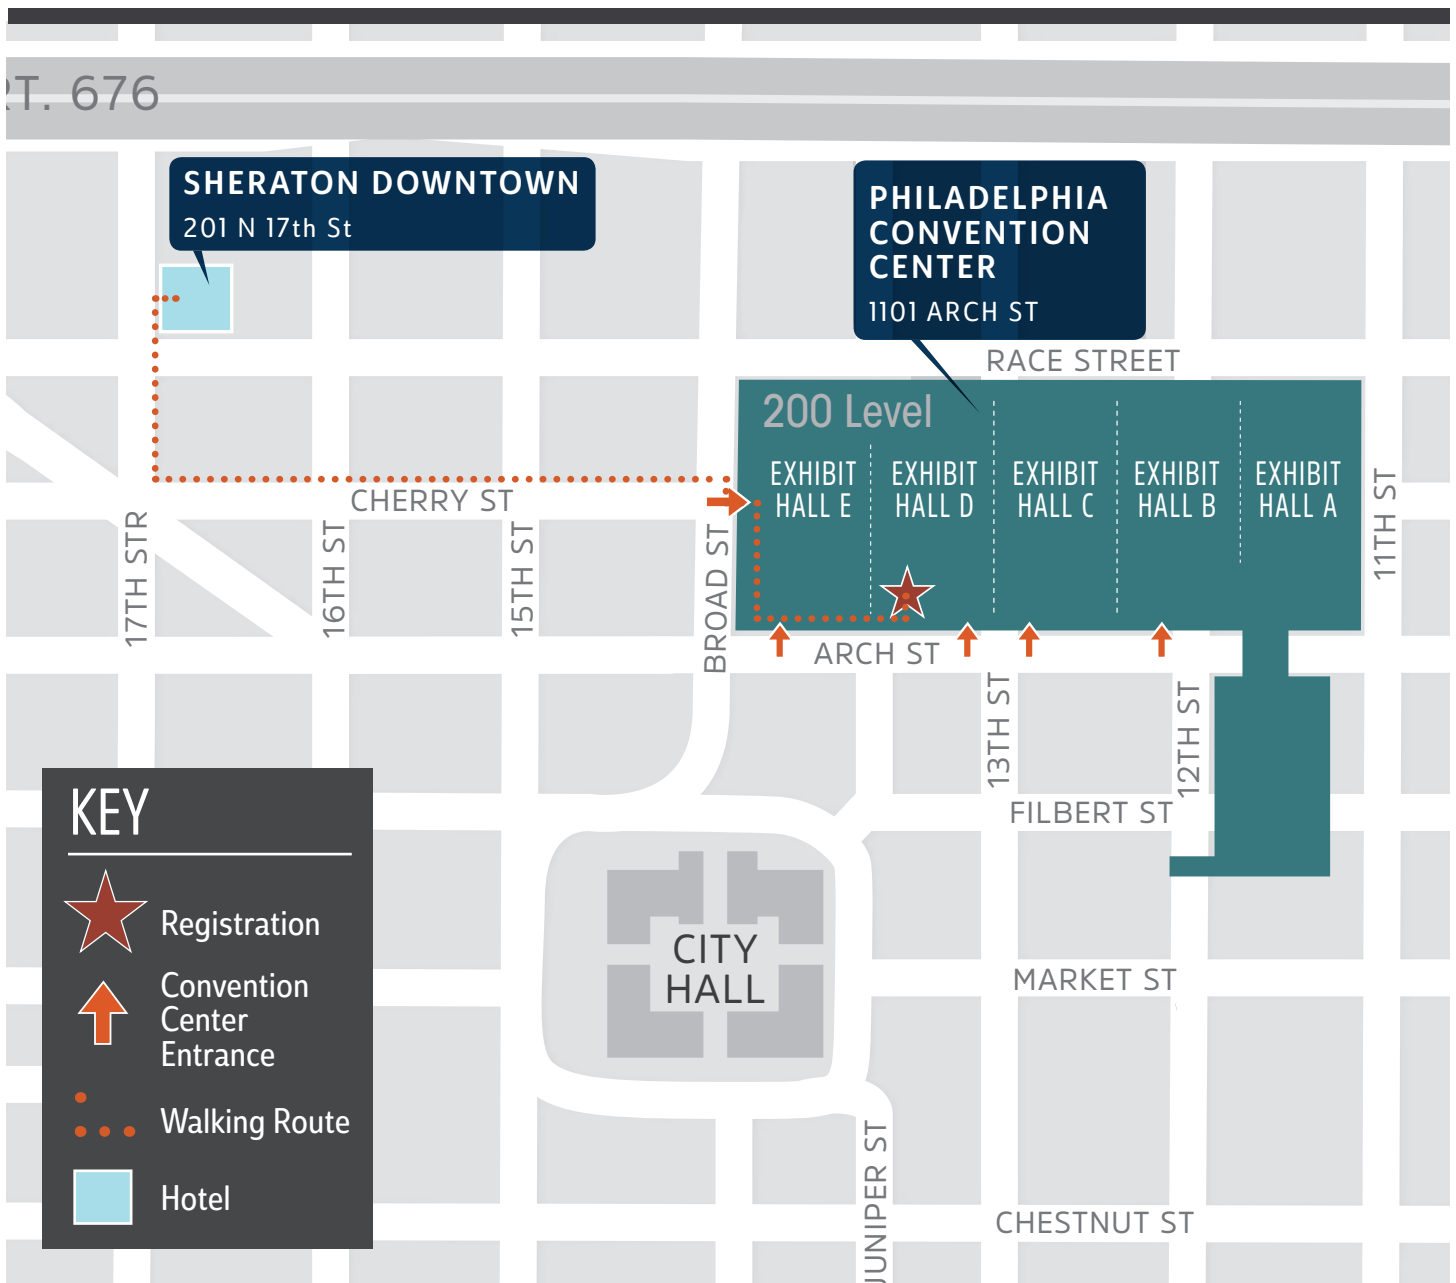 RT. 676
SHERATON DOWNTOWN
201 N 17th St
PHILADELPHIA
CONVENTION
CENTER
1101 ARCH ST
RACE STREET
200 Level
EXHIBIT
HALL E
EXHIBIT
HALL D
EXHIBIT
HALL C
EXHIBIT
HALL B
EXHIBIT
HALL A
CHERRY ST
17TH STR
16TH ST
15TH ST
BROAD ST
11TH ST
ARCH ST
13TH ST
12TH ST
FILBERT ST
CITY
HALL
MARKET ST
JUUNIPER ST
CHESTNUT ST
KEY
Registration
Convention
Center
Entrance
Walking Route
Hotel